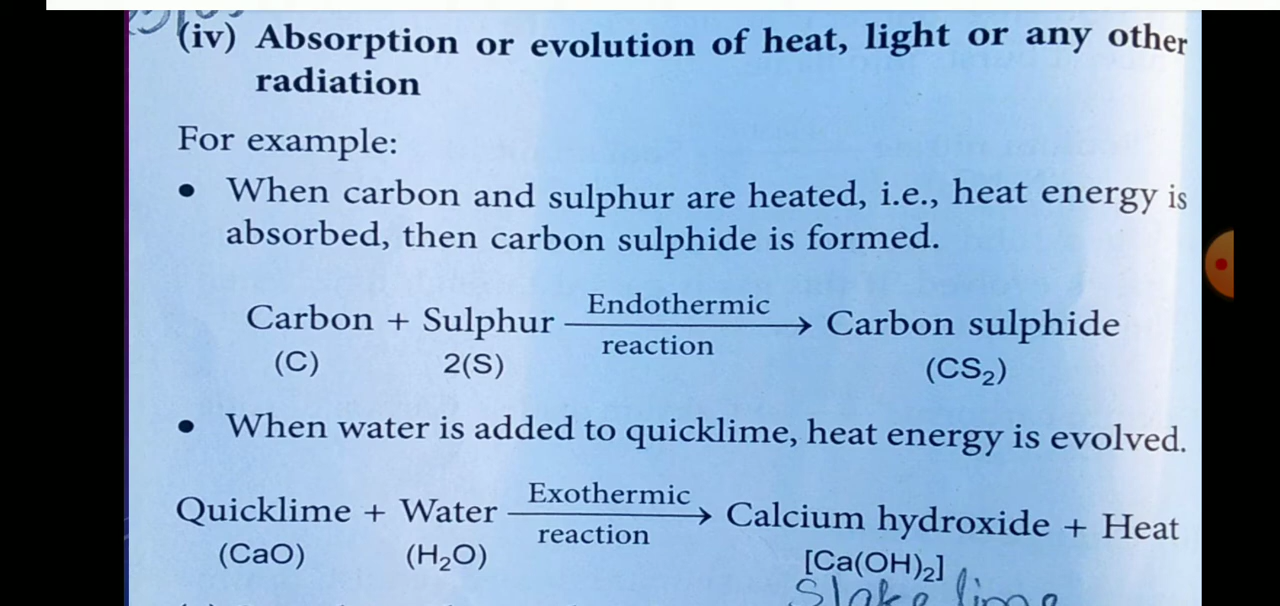 (iv) Absorption or evolution of heat, light or any other
radiation
For example:
• When carbon and sulphur are heated, i.e., heat energy is
absorbed, then carbon sulphide is formed.
Carbon + Sulphur Endothermic reaction → Carbon sulphide
(C) 2(S) (CS₂)
• When water is added to quicklime, heat energy is evolved.
Quicklime + Water Exothermic reaction → Calcium hydroxide + Heat
(CaO) (H₂O) [Ca(OH)₂]
Slake lime